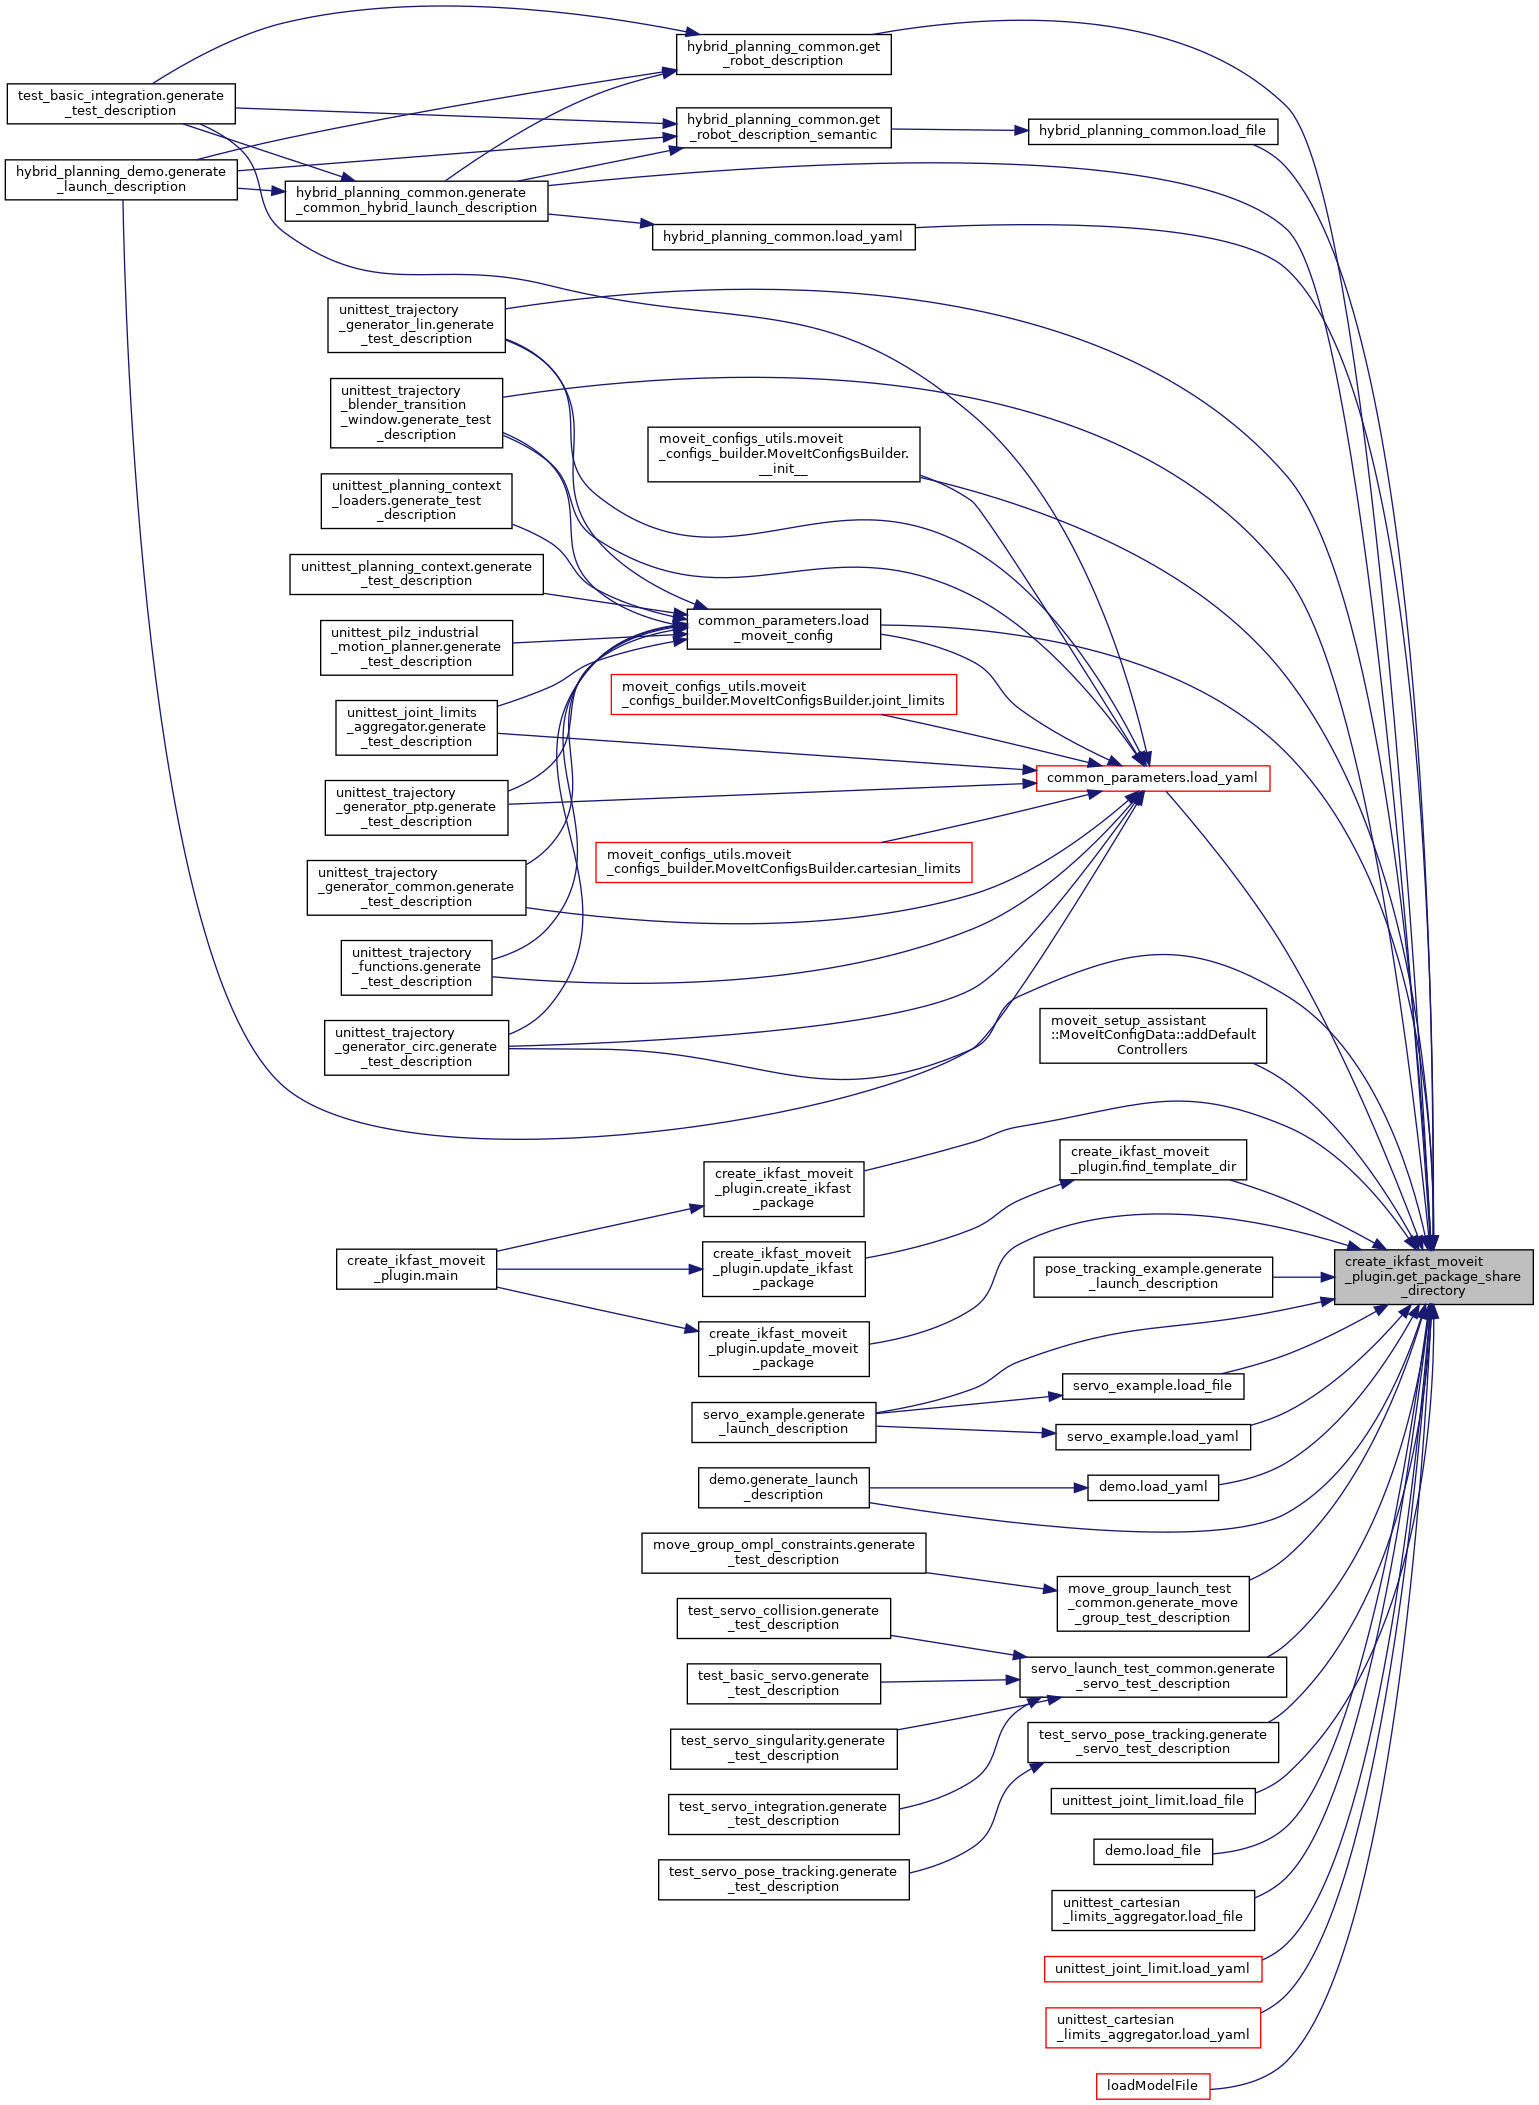 hybrid_planning_common.get
_robot_description
test_basic_integration.generate
_test_description
hybrid_planning_common.get
_robot_description_semantic
hybrid_planning_common.load_file
hybrid_planning_demo.generate
_launch_description
hybrid_planning_common.generate
_common_hybrid_launch_description
hybrid_planning_common.load_yaml
unittest_trajectory
_generator_lin.generate
_test_description
unittest_trajectory
_blender_transition
_window.generate_test
_description
moveit_configs_utils.moveit
_configs_builder.MoveItConfigsBuilder.
__init__
unittest_planning_context
_loaders.generate_test
_description
unittest_planning_context.generate
_test_description
common_parameters.load
_moveit_config
unittest_pilz_industrial
_motion_planner.generate
_test_description
moveit_configs_utils.moveit
_configs_builder.MoveItConfigsBuilder.joint_limits
unittest_joint_limits
_aggregator.generate
_test_description
common_parameters.load_yaml
unittest_trajectory
_generator_ptp.generate
_test_description
moveit_configs_utils.moveit
_configs_builder.MoveItConfigsBuilder.cartesian_limits
unittest_trajectory
_generator_common.generate
_test_description
unittest_trajectory
_functions.generate
_test_description
moveit_setup_assistant
::MoveItConfigData::addDefault
Controllers
unittest_trajectory
_generator_circ.generate
_test_description
create_ikfast_moveit
_plugin.find_template_dir
create_ikfast_moveit
_plugin.create_ikfast
_package
create_ikfast_moveit
_plugin.main
create_ikfast_moveit
_plugin.update_ikfast
_package
pose_tracking_example.generate
_launch_description
create_ikfast_moveit
_plugin.get_package_share
_directory
create_ikfast_moveit
_plugin.update_moveit
_package
servo_example.load_file
servo_example.generate
_launch_description
servo_example.load_yaml
demo.generate_launch
_description
demo.load_yaml
move_group_ompl_constraints.generate
_test_description
move_group_launch_test
_common.generate_move
_group_test_description
test_servo_collision.generate
_test_description
servo_launch_test_common.generate
_servo_test_description
test_basic_servo.generate
_test_description
test_servo_singularity.generate
_test_description
test_servo_pose_tracking.generate
_servo_test_description
test_servo_integration.generate
_test_description
unittest_joint_limit.load_file
demo.load_file
test_servo_pose_tracking.generate
_test_description
unittest_cartesian
_limits_aggregator.load_file
unittest_joint_limit.load_yaml
unittest_cartesian
_limits_aggregator.load_yaml
loadModelFile